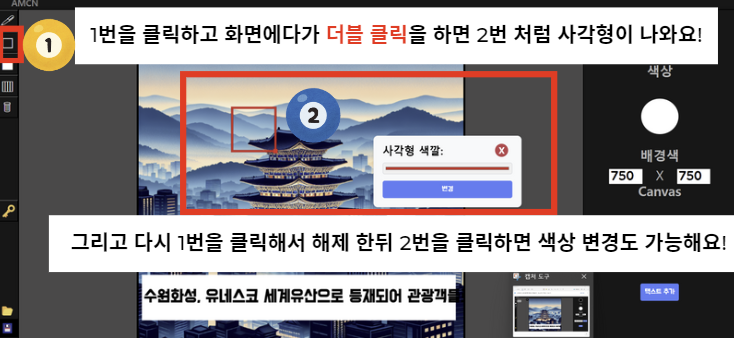 AMCN
1
1번을 클릭하고 화면에다가 더블 클릭을 하면 2번 처럼 사각형이 나와요!
2
색상
사각형 색깔:
X
변경
배경색
750 X 750
Canvas
그리고 다시 1번을 클릭해서 해제 한뒤 2번을 클릭하면 색상 변경도 가능해요!
캡처 도구
텍스트 추가
수원화성, 유네스코 세계유산으로 등재되어 관광객들